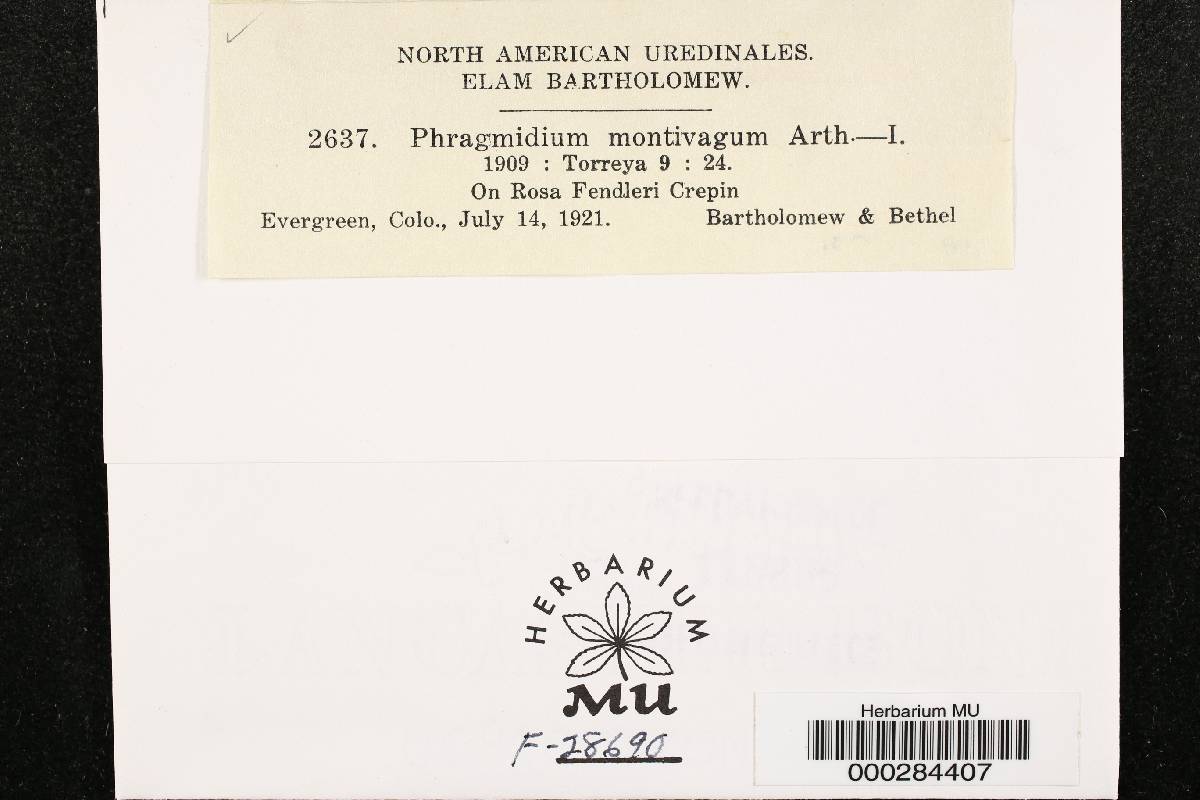 NORTH AMERICAN UREDINALES.
ELAM BARTHOLOMEW.
2637. Phragmidium montivagum Arth.—I.
1909 : Torreya 9 : 24.
On Rosa Fendleri Crepin
Evergreen, Colo., July 14, 1921. Bartholomew & Bethel
HERBARIUM
MU
F-28690
Herbarium MU
000284407